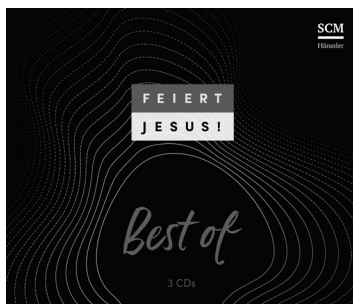 SCM
Hänssler
FEIERT
JESUS!
Best of
3 CDs